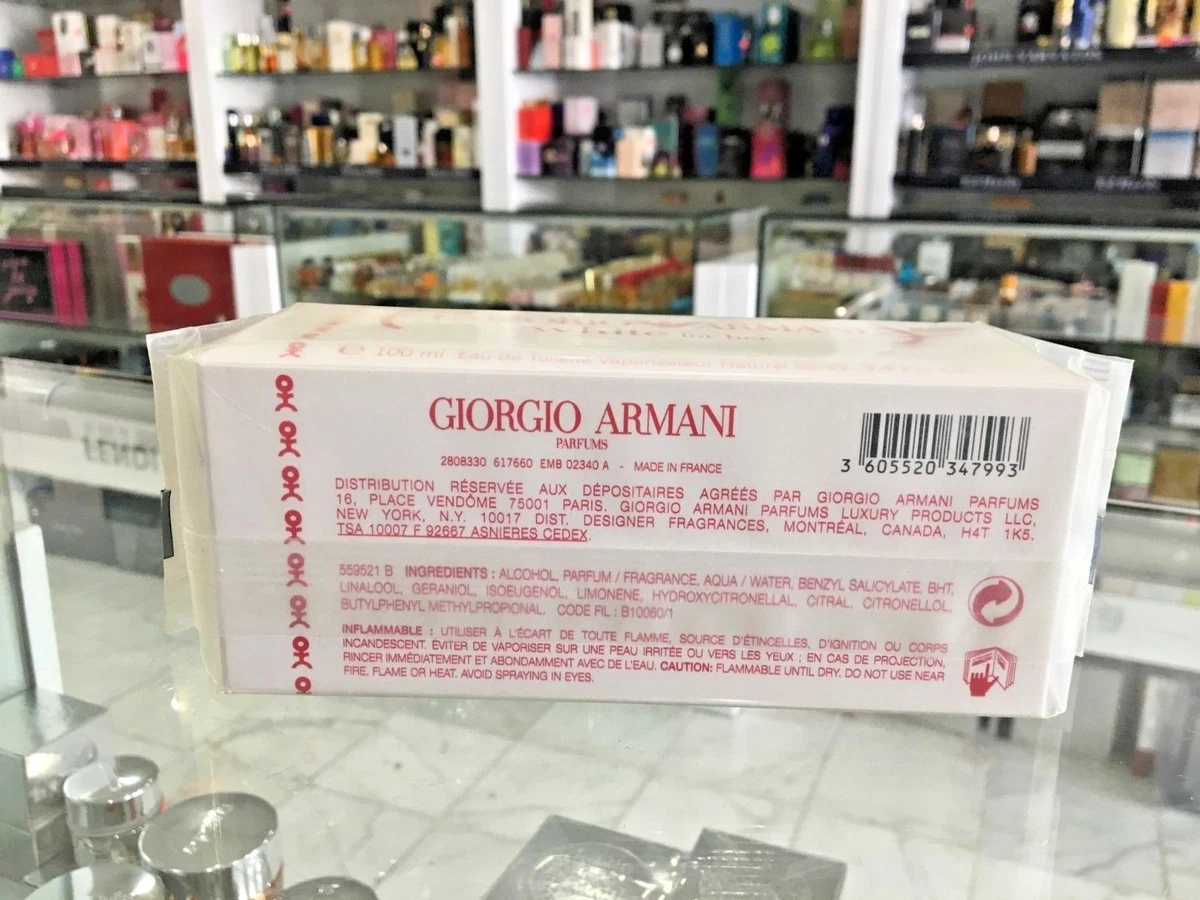 GIORGIO ARMANI
White for her
℮ 100 ml Eau de Toilette Vaporisateur Natural Spray
GIORGIO ARMANI
PARFUMS
2808330 617660 EMB 02340 A - MADE IN FRANCE
3 605520 347993
DISTRIBUTION RÉSERVÉE AUX DÉPOSITAIRES AGRÉÉS PAR GIORGIO ARMANI PARFUMS
16, PLACE VENDÔME 75001 PARIS. GIORGIO ARMANI PARFUMS LUXURY PRODUCTS LLC,
NEW YORK, N.Y. 10017 DIST. DESIGNER FRAGRANCES, MONTRÉAL, CANADA, H4T 1K5.
TSA 10007 F 92667 ASNIERES CEDEX.
559521 B INGREDIENTS : ALCOHOL, PARFUM / FRAGRANCE, AQUA / WATER, BENZYL SALICYLATE, BHT,
LINALOOL, GERANIOL, ISOEUGENOL, LIMONENE, HYDROXYCITRONELLAL, CITRAL, CITRONELLOL,
BUTYLPHENYL METHYLPROPIONAL. CODE FIL : B10060/1
INFLAMMABLE : UTILISER À L'ÉCART DE TOUTE FLAMME, SOURCE D'ÉTINCELLES, D'IGNITION OU CORPS
INCANDESCENT. ÉVITER DE VAPORISER SUR UNE PEAU IRRITÉE OU VERS LES YEUX ; EN CAS DE PROJECTION,
RINCER IMMÉDIATEMENT ET ABONDAMMENT AVEC DE L'EAU. CAUTION: FLAMMABLE UNTIL DRY. DO NOT USE NEAR
FIRE, FLAME OR HEAT. AVOID SPRAYING IN EYES.